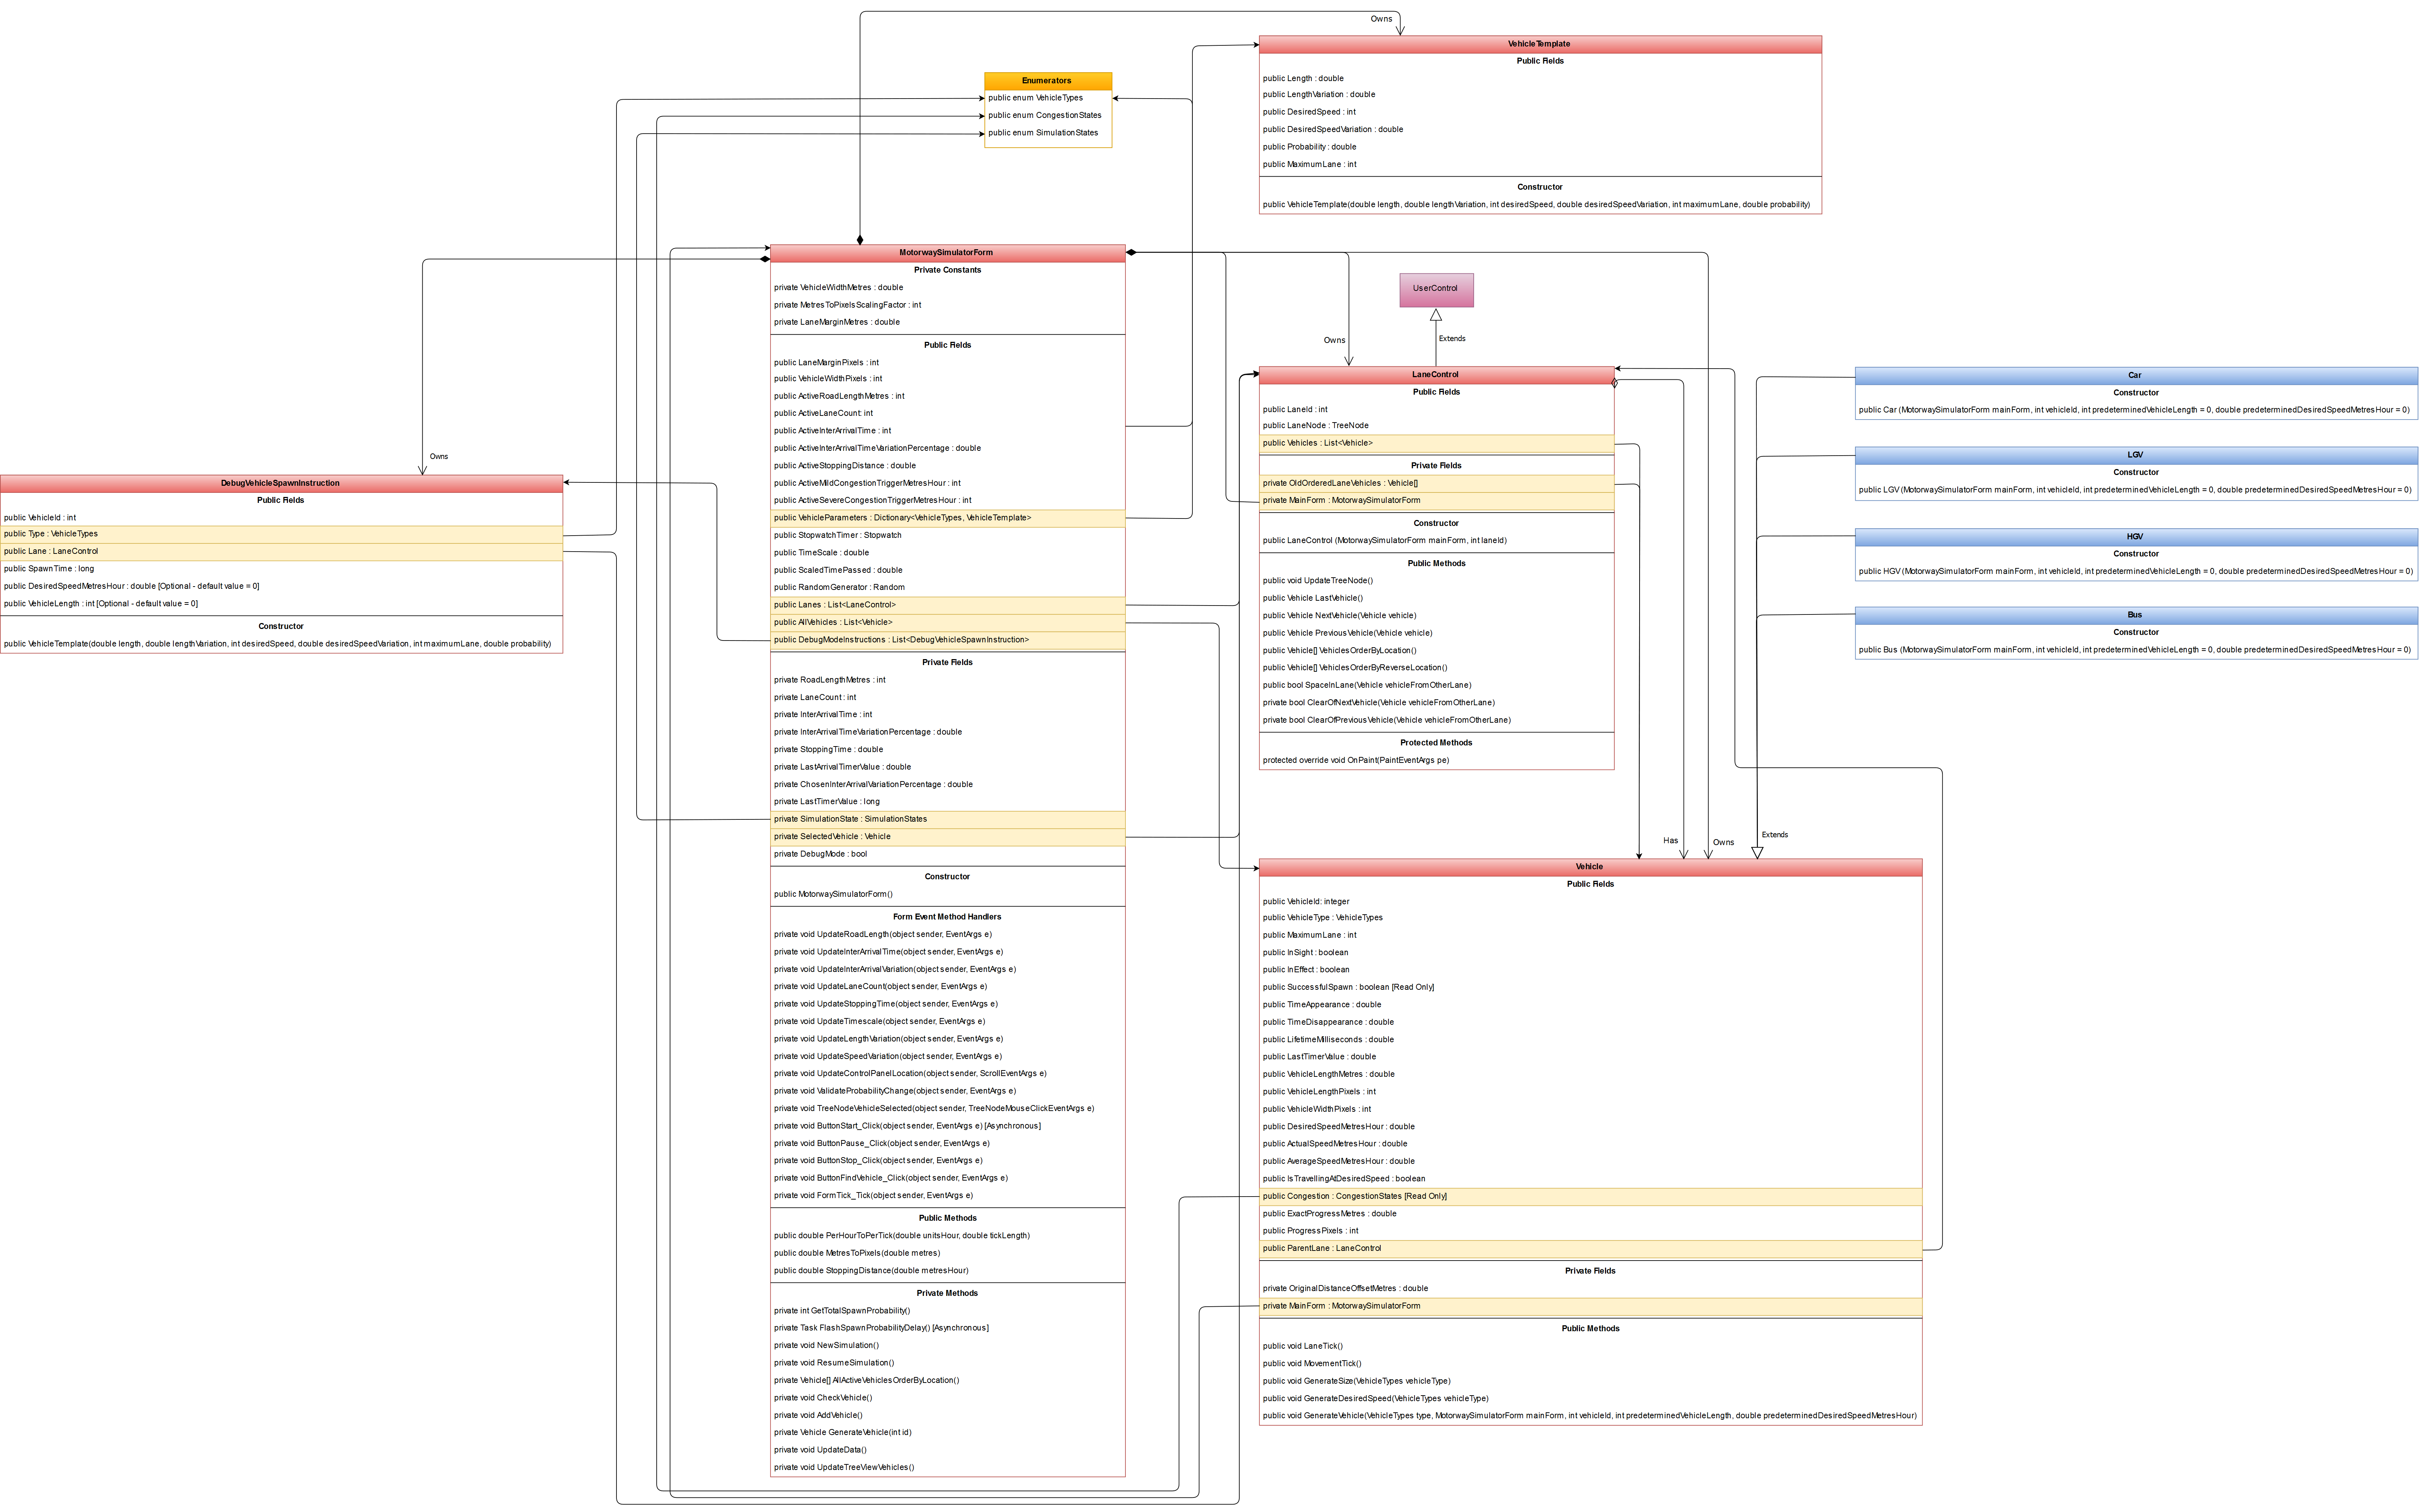 Owns
VehicleTemplate
Public Fields
public Length : double
public LengthVariation : double
public DesiredSpeed : int
public DesiredSpeedVariation : double
public Probability : double
public MaximumLane : int
Constructor
public VehicleTemplate(double length, double lengthVariation, int desiredSpeed, double desiredSpeedVariation, int maximumLane, double probability)
Enumerators
public enum VehicleTypes
public enum CongestionStates
public enum SimulationStates
MotorwaySimulatorForm
Private Constants
private VehicleWidthMetres : double
private MetresToPixelsScalingFactor : int
private LaneMarginMetres : double
Public Fields
public LaneMarginPixels : int
public VehicleWidthPixels : int
public ActiveRoadLengthMetres : int
public ActiveLaneCount: int
public ActiveInterArrivalTime : int
public ActiveInterArrivalTimeVariationPercentage : double
public ActiveStoppingDistance : double
public ActiveMildCongestionTriggerMetresHour : int
public ActiveSevereCongestionTriggerMetresHour : int
public VehicleParameters : Dictionary<VehicleTypes, VehicleTemplate>
public StopwatchTimer : Stopwatch
public TimeScale : double
public ScaledTimePassed : double
public RandomGenerator : Random
public Lanes : List<LaneControl>
public AllVehicles : List<Vehicle>
public DebugModeInstructions : List<DebugVehicleSpawnInstruction>
Private Fields
private RoadLengthMetres : int
private LaneCount : int
private InterArrivalTime : int
private InterArrivalTimeVariationPercentage : double
private StoppingTime : double
private LastArrivalTimerValue : double
private ChosenInterArrivalVariationPercentage : double
private LastTimerValue : long
private SimulationState : SimulationStates
private SelectedVehicle : Vehicle
private DebugMode : bool
Constructor
public MotorwaySimulatorForm()
Form Event Method Handlers
private void UpdateRoadLength(object sender, EventArgs e)
private void UpdateInterArrivalTime(object sender, EventArgs e)
private void UpdateInterArrivalVariation(object sender, EventArgs e)
private void UpdateLaneCount(object sender, EventArgs e)
private void UpdateStoppingTime(object sender, EventArgs e)
private void UpdateTimescale(object sender, EventArgs e)
private void UpdateLengthVariation(object sender, EventArgs e)
private void UpdateSpeedVariation(object sender, EventArgs e)
private void UpdateControlPanelLocation(object sender, ScrollEventArgs e)
private void ValidateProbabilityChange(object sender, EventArgs e)
private void TreeNodeVehicleSelected(object sender, TreeNodeMouseClickEventArgs e)
private void ButtonStart_Click(object sender, EventArgs e) [Asynchronous]
private void ButtonPause_Click(object sender, EventArgs e)
private void ButtonStop_Click(object sender, EventArgs e)
private void ButtonFindVehicle_Click(object sender, EventArgs e)
private void FormTick_Tick(object sender, EventArgs e)
Public Methods
public double PerHourToPerTick(double unitsHour, double tickLength)
public double MetresToPixels(double metres)
public double StoppingDistance(double metresHour)
Private Methods
private int GetTotalSpawnProbability()
private Task FlashSpawnProbabilityDelay() [Asynchronous]
private void NewSimulation()
private void ResumeSimulation()
private Vehicle[] AllActiveVehiclesOrderByLocation()
private void CheckVehicle()
private void AddVehicle()
private Vehicle GenerateVehicle(int id)
private void UpdateData()
private void UpdateTreeViewVehicles()
Owns
DebugVehicleSpawnInstruction
Public Fields
public VehicleId : int
public Type : VehicleTypes
public Lane : LaneControl
public SpawnTime : long
public DesiredSpeedMetresHour : double [Optional - default value = 0]
public VehicleLength : int [Optional - default value = 0]
Constructor
public VehicleTemplate(double length, double lengthVariation, int desiredSpeed, double desiredSpeedVariation, int maximumLane, double probability)
UserControl
Extends
Owns
LaneControl
Public Fields
public LaneId : int
public LaneNode : TreeNode
public Vehicles : List<Vehicle>
Private Fields
private OldOrderedLaneVehicles : Vehicle[]
private MainForm : MotorwaySimulatorForm
Constructor
public LaneControl (MotorwaySimulatorForm mainForm, int laneId)
Public Methods
public void UpdateTreeNode()
public Vehicle LastVehicle()
public Vehicle NextVehicle(Vehicle vehicle)
public Vehicle PreviousVehicle(Vehicle vehicle)
public Vehicle[] VehiclesOrderByLocation()
public Vehicle[] VehiclesOrderByReverseLocation()
public bool SpaceInLane(Vehicle vehicleFromOtherLane)
private bool ClearOfNextVehicle(Vehicle vehicleFromOtherLane)
private bool ClearOfPreviousVehicle(Vehicle vehicleFromOtherLane)
Protected Methods
protected override void OnPaint(PaintEventArgs pe)
Car
Constructor
public Car (MotorwaySimulatorForm mainForm, int vehicleId, int predeterminedVehicleLength = 0, double predeterminedDesiredSpeedMetresHour = 0)
LGV
Constructor
public LGV (MotorwaySimulatorForm mainForm, int vehicleId, int predeterminedVehicleLength = 0, double predeterminedDesiredSpeedMetresHour = 0)
HGV
Constructor
public HGV (MotorwaySimulatorForm mainForm, int vehicleId, int predeterminedVehicleLength = 0, double predeterminedDesiredSpeedMetresHour = 0)
Bus
Constructor
public Bus (MotorwaySimulatorForm mainForm, int vehicleId, int predeterminedVehicleLength = 0, double predeterminedDesiredSpeedMetresHour = 0)
Has
Owns
Extends
Vehicle
Public Fields
public VehicleId: integer
public VehicleType : VehicleTypes
public MaximumLane : int
public InSight : boolean
public InEffect : boolean
public SuccessfulSpawn : boolean [Read Only]
public TimeAppearance : double
public TimeDisappearance : double
public LifetimeMilliseconds : double
public LastTimerValue : double
public VehicleLengthMetres : double
public VehicleLengthPixels : int
public VehicleWidthPixels : int
public DesiredSpeedMetresHour : double
public ActualSpeedMetresHour : double
public AverageSpeedMetresHour : double
public IsTravellingAtDesiredSpeed : boolean
public Congestion : CongestionStates [Read Only]
public ExactProgressMetres : double
public ProgressPixels : int
public ParentLane : LaneControl
Private Fields
private OriginalDistanceOffsetMetres : double
private MainForm : MotorwaySimulatorForm
Public Methods
public void LaneTick()
public void MovementTick()
public void GenerateSize(VehicleTypes vehicleType)
public void GenerateDesiredSpeed(VehicleTypes vehicleType)
public void GenerateVehicle(VehicleTypes type, MotorwaySimulatorForm mainForm, int vehicleId, int predeterminedVehicleLength, double predeterminedDesiredSpeedMetresHour)